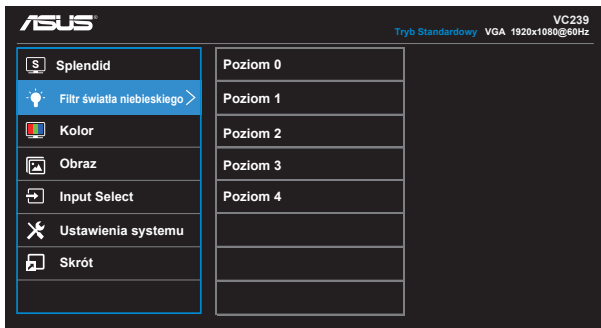 ASUS
VC239
Tryb Standardowy VGA 1920x1080@60Hz
S Splendid
Filtr światła niebieskiego
Kolor
Obraz
Input Select
Ustawienia systemu
Skrót
Poziom 0
Poziom 1
Poziom 2
Poziom 3
Poziom 4